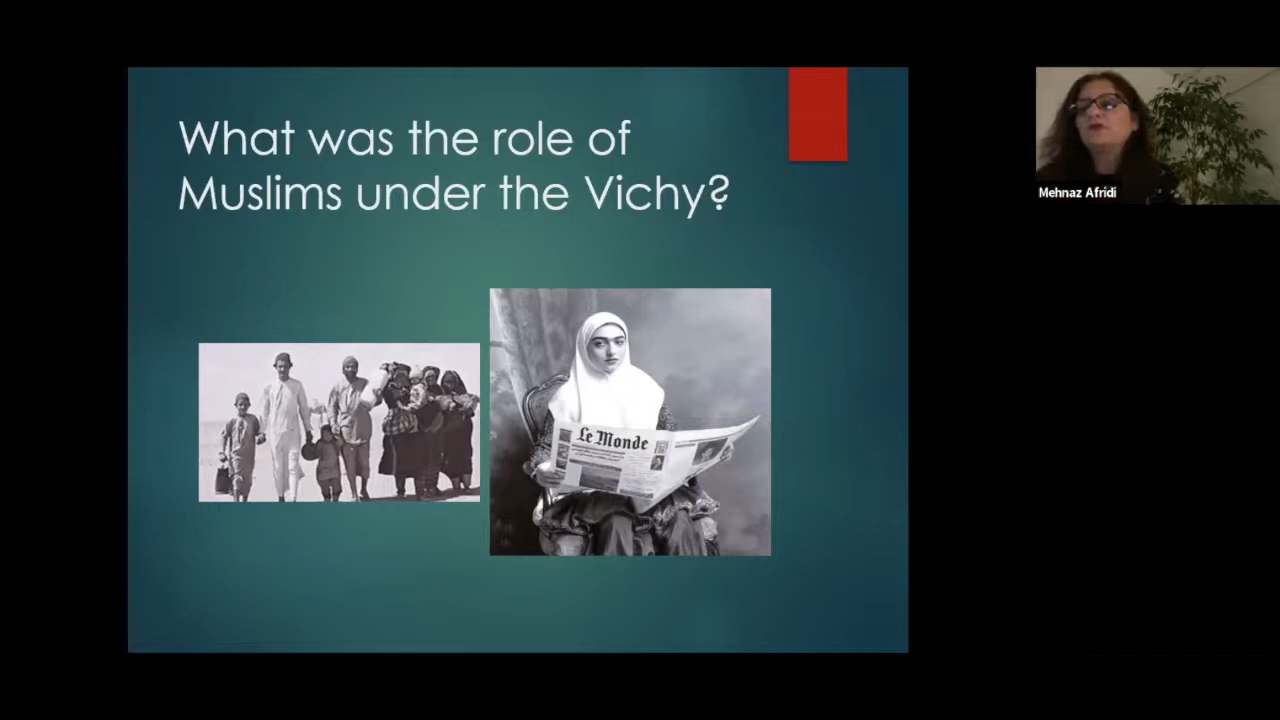 What was the role of
Muslims under the Vichy?
Le Monde
Mehnaz Afridi